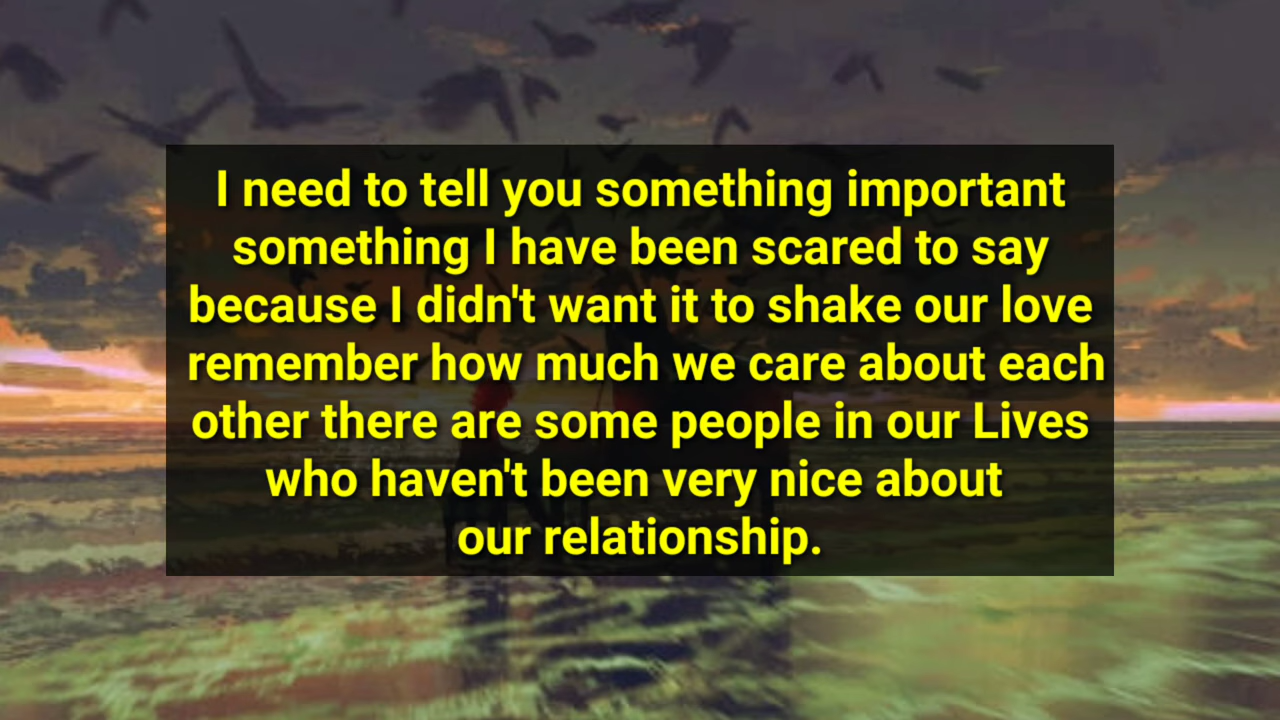 I need to tell you something important
something I have been scared to say
because I didn't want it to shake our love
remember how much we care about each
other there are some people in our Lives
who haven't been very nice about
our relationship.